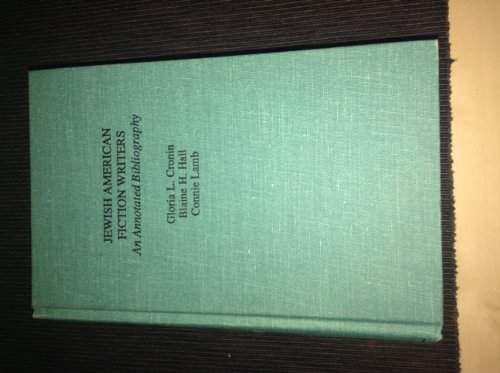 JEWISH AMERICAN
FICTION WRITERS
An Annotated Bibliography
Gloria L. Cronin
Blaine H. Hall
Connie Lamb